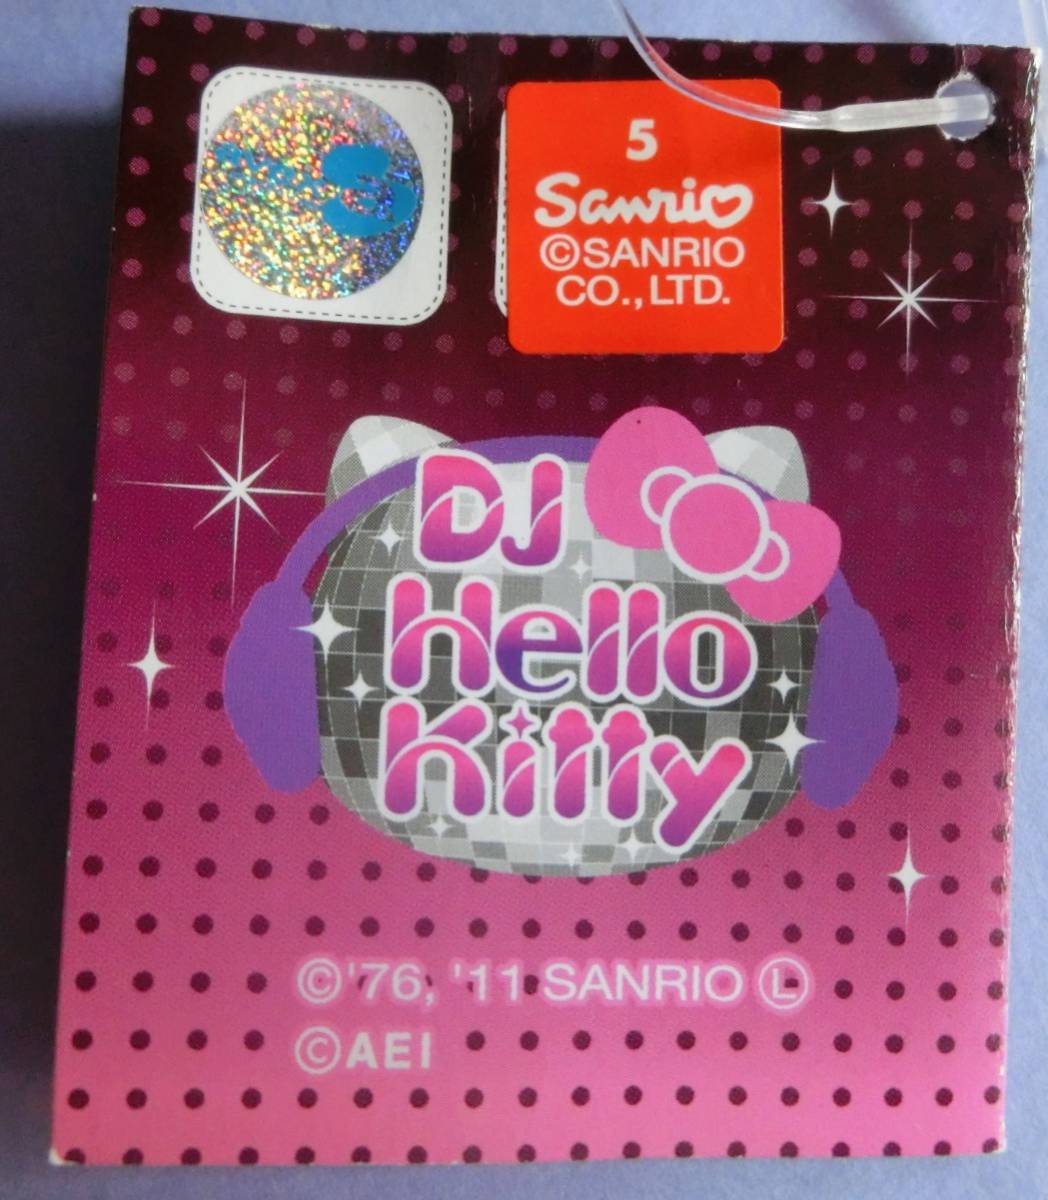 5
Sanrio
©SANRIO
CO., LTD.
DJ
Hello
Kitty
©'76, '11 SANRIO Ⓛ
©AEI